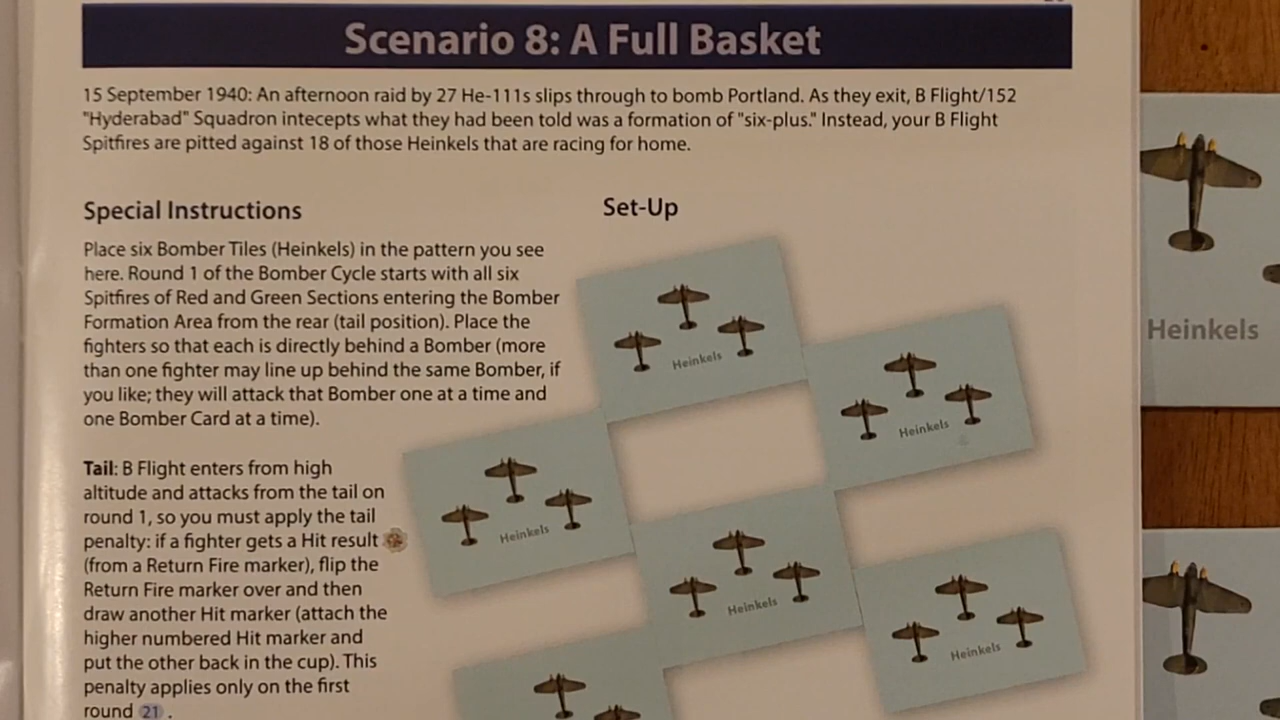 Scenario 8: A Full Basket
15 September 1940: An afternoon raid by 27 He-111s slips through to bomb Portland. As they exit, B Flight/152
"Hyderabad" Squadron intecepts what they had been told was a formation of "six-plus." Instead, your B Flight
Spitfires are pitted against 18 of those Heinkels that are racing for home.
Special Instructions
Place six Bomber Tiles (Heinkels) in the pattern you see
here. Round 1 of the Bomber Cycle starts with all six
Spitfires of Red and Green Sections entering the Bomber
Formation Area from the rear (tail position). Place the
fighters so that each is directly behind a Bomber (more
than one fighter may line up behind the same Bomber, if
you like; they will attack that Bomber one at a time and
one Bomber Card at a time).
Tail: B Flight enters from high
altitude and attacks from the tail on
round 1, so you must apply the tail
penalty: if a fighter gets a Hit result
(from a Return Fire marker), flip the
Return Fire marker over and then
draw another Hit marker (attach the
higher numbered Hit marker and
put the other back in the cup). This
penalty applies only on the first
round 21 .
Set-Up
Heinkels
Heinkels
Heinkels
Heinkels
Heinkels
Heinkels